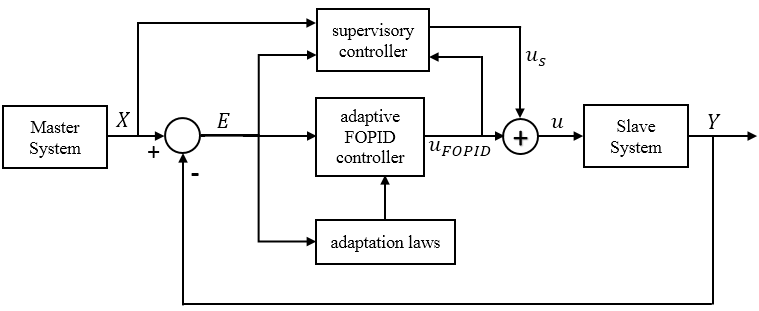 supervisory
controller
u_s
Master
System
X
+
-
E
adaptive
FOPID
controller
u_FOPID
+
u
Slave
System
Y
adaptation laws